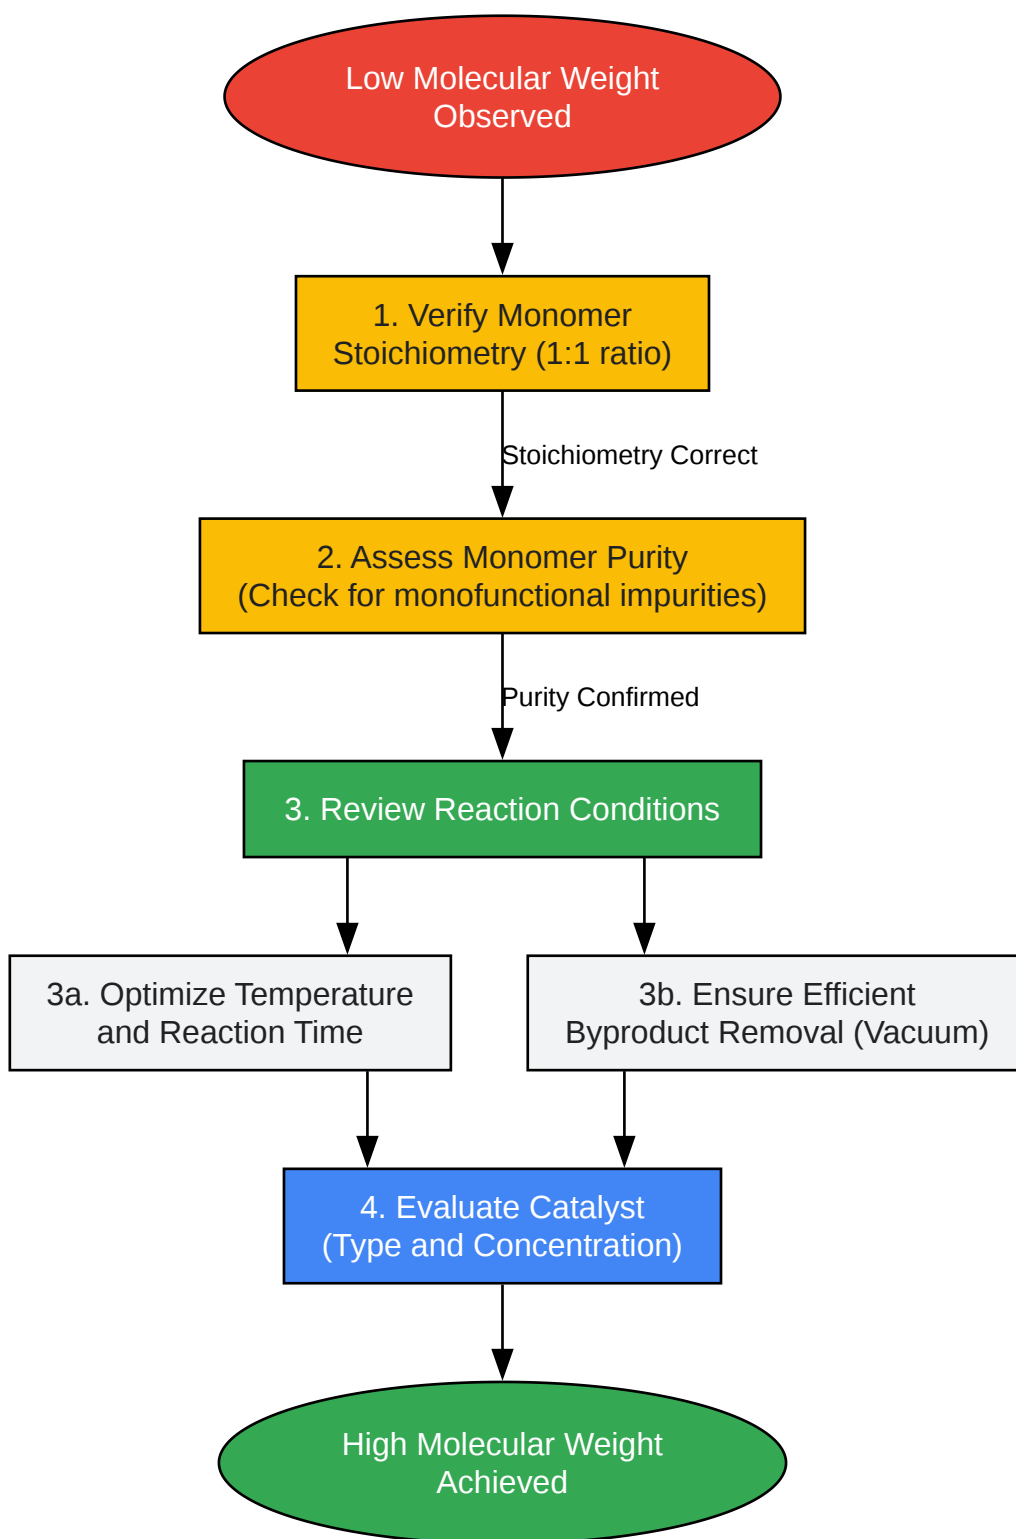 Low Molecular Weight
Observed
1. Verify Monomer
Stoichiometry (1:1 ratio)
Stoichiometry Correct
2. Assess Monomer Purity
(Check for monofunctional impurities)
Purity Confirmed
3. Review Reaction Conditions
3a. Optimize Temperature
and Reaction Time
3b. Ensure Efficient
Byproduct Removal (Vacuum)
4. Evaluate Catalyst
(Type and Concentration)
High Molecular Weight
Achieved